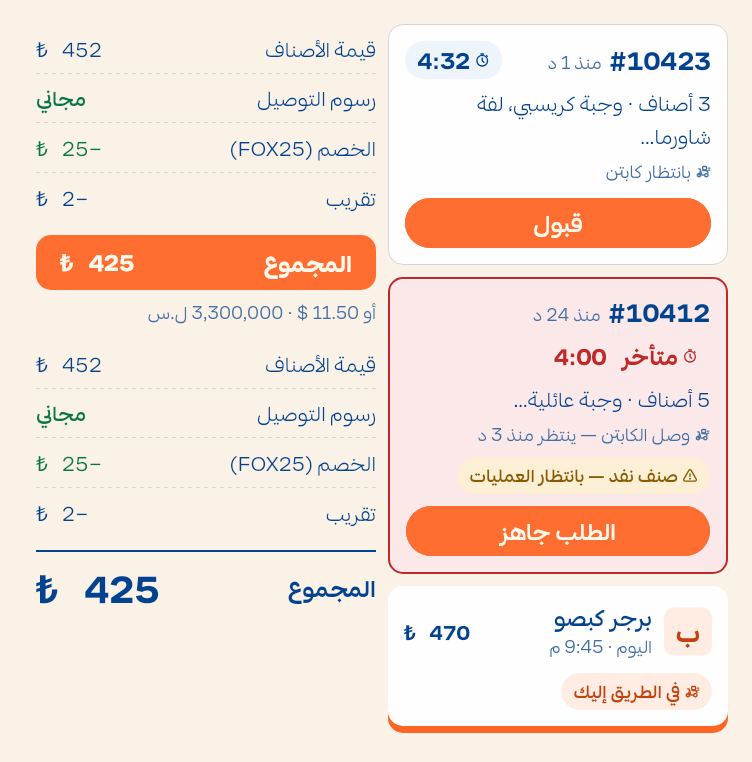 #10423 منذ 1 د 4:32
3 أصناف · وجبة كريسبي، لفة
شاورما...
بانتظار كابتن
قبول
#10412 منذ 24 د
متأخر 4:00
5 أصناف · وجبة عائلية...
وصل الكابتن — ينتظر منذ 3 د
صنف نفد — بانتظار العمليات
الطلب جاهز
ب
برجر كبصو 470 ₺
اليوم · 9:45 م
في الطريق إليك
قيمة الأصناف 452 ₺
رسوم التوصيل مجاني
الخصم (FOX25) −25 ₺
تقريب −2 ₺
المجموع 425 ₺
أو 11.50 $ · 3,300,000 ل.س
قيمة الأصناف 452 ₺
رسوم التوصيل مجاني
الخصم (FOX25) −25 ₺
تقريب −2 ₺
المجموع 425 ₺